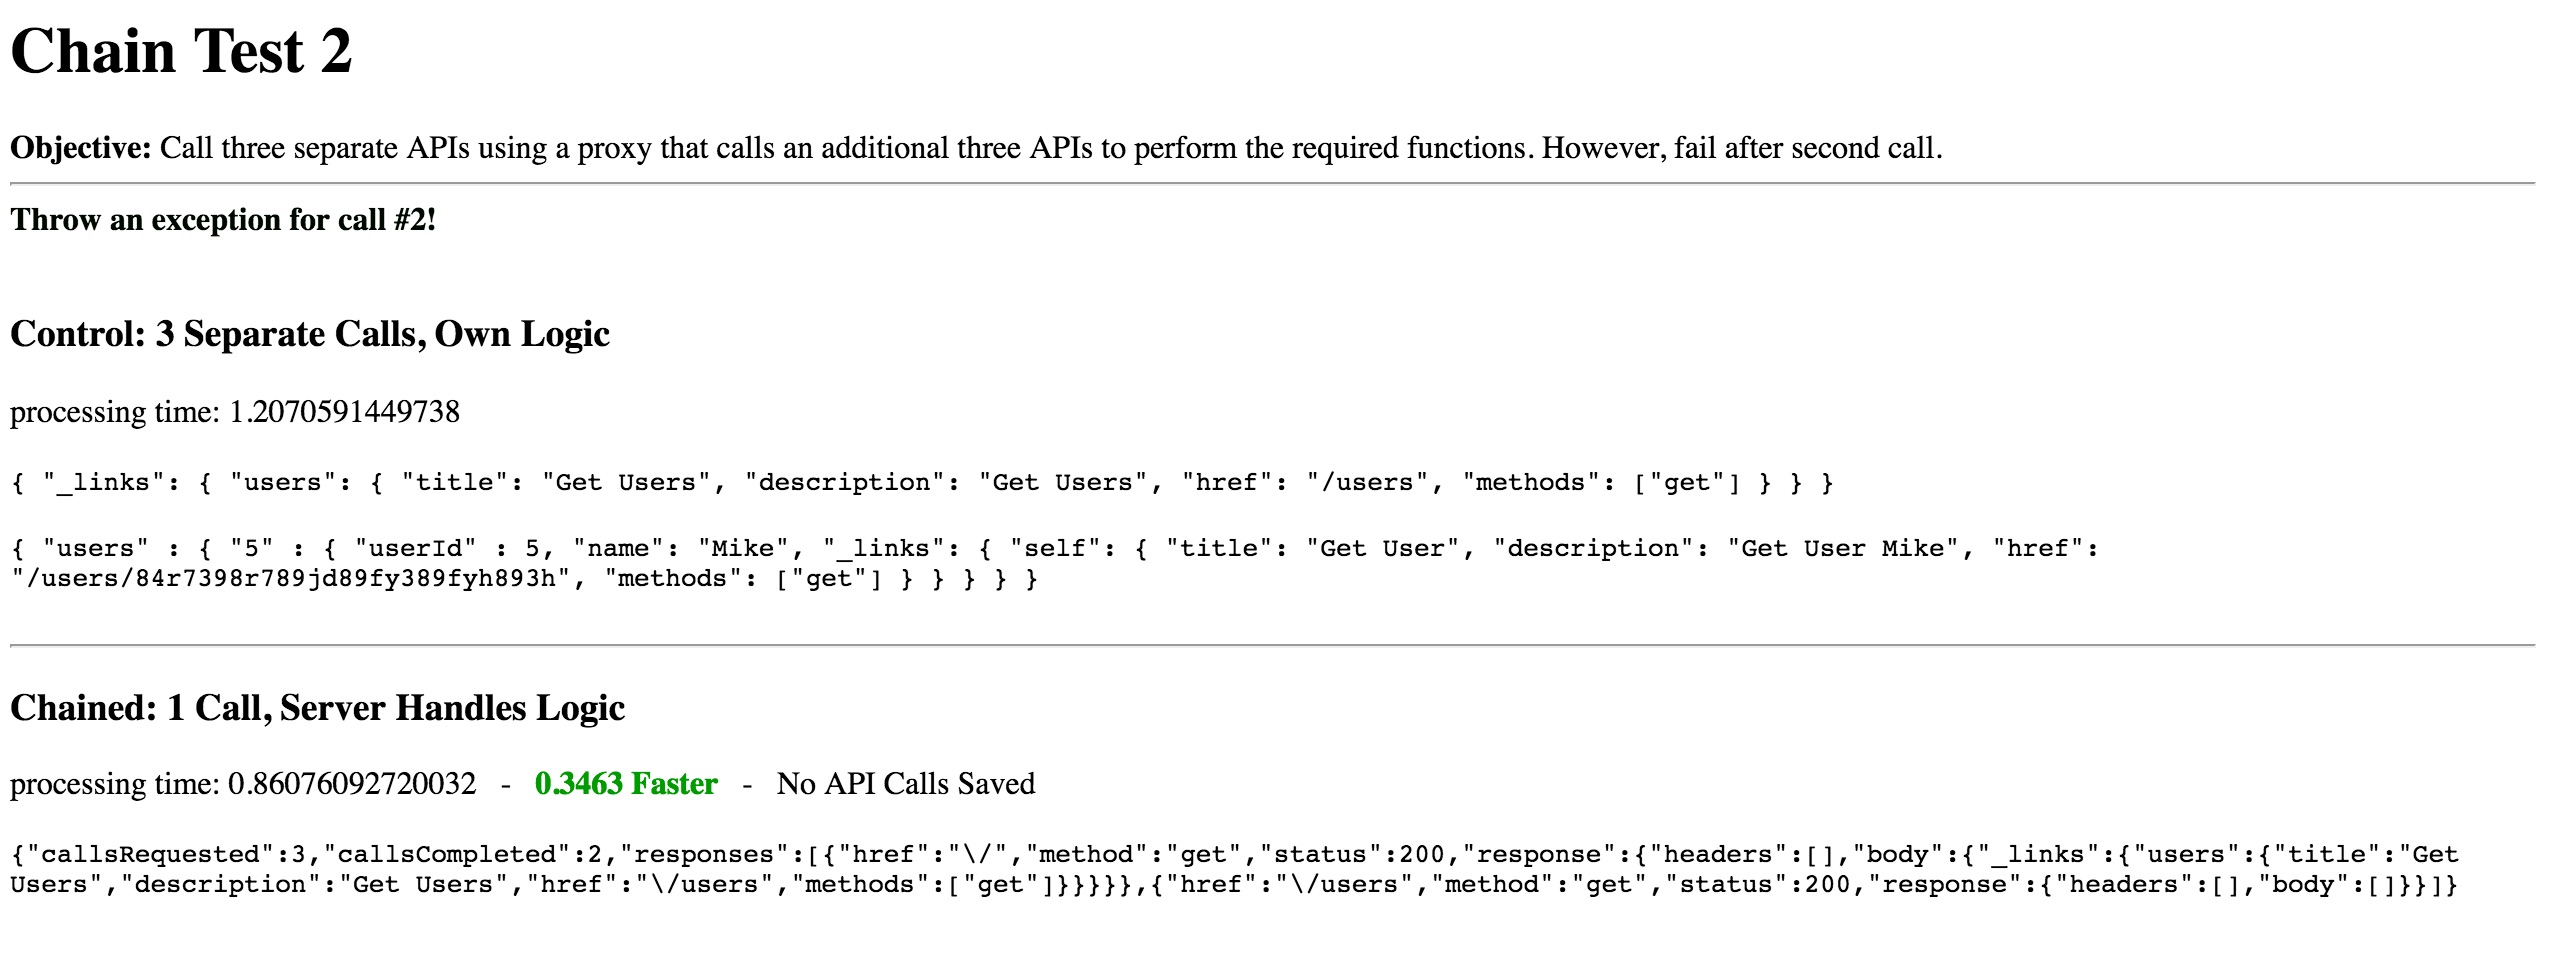 Chain Test 2
Objective: Call three separate APIs using a proxy that calls an additional three APIs to perform the required functions. However, fail after second call.
Throw an exception for call #2!
Control: 3 Separate Calls, Own Logic
processing time: 1.2070591449738
{ "_links": { "users": { "title": "Get Users", "description": "Get Users", "href": "/users", "methods": ["get"] } } }
{ "users" : { "5" : { "userId" : 5, "name": "Mike", "_links": { "self": { "title": "Get User", "description": "Get User Mike", "href":
"/users/84r7398r789jd89fy389fyh893h", "methods": ["get"] } } } } }
Chained: 1 Call, Server Handles Logic
processing time: 0.86076092720032 - 0.3463 Faster - No API Calls Saved
{"callsRequested":3,"callsCompleted":2,"responses":[{"href":"\/","method":"get","status":200,"response":{"headers":[],"body":{"_links":{"users":{"title":"Get
Users","description":"Get Users","href":"\/users","methods":["get"]}}}}},{"href":"\/users","method":"get","status":200,"response":{"headers":[],"body":[]}}]}